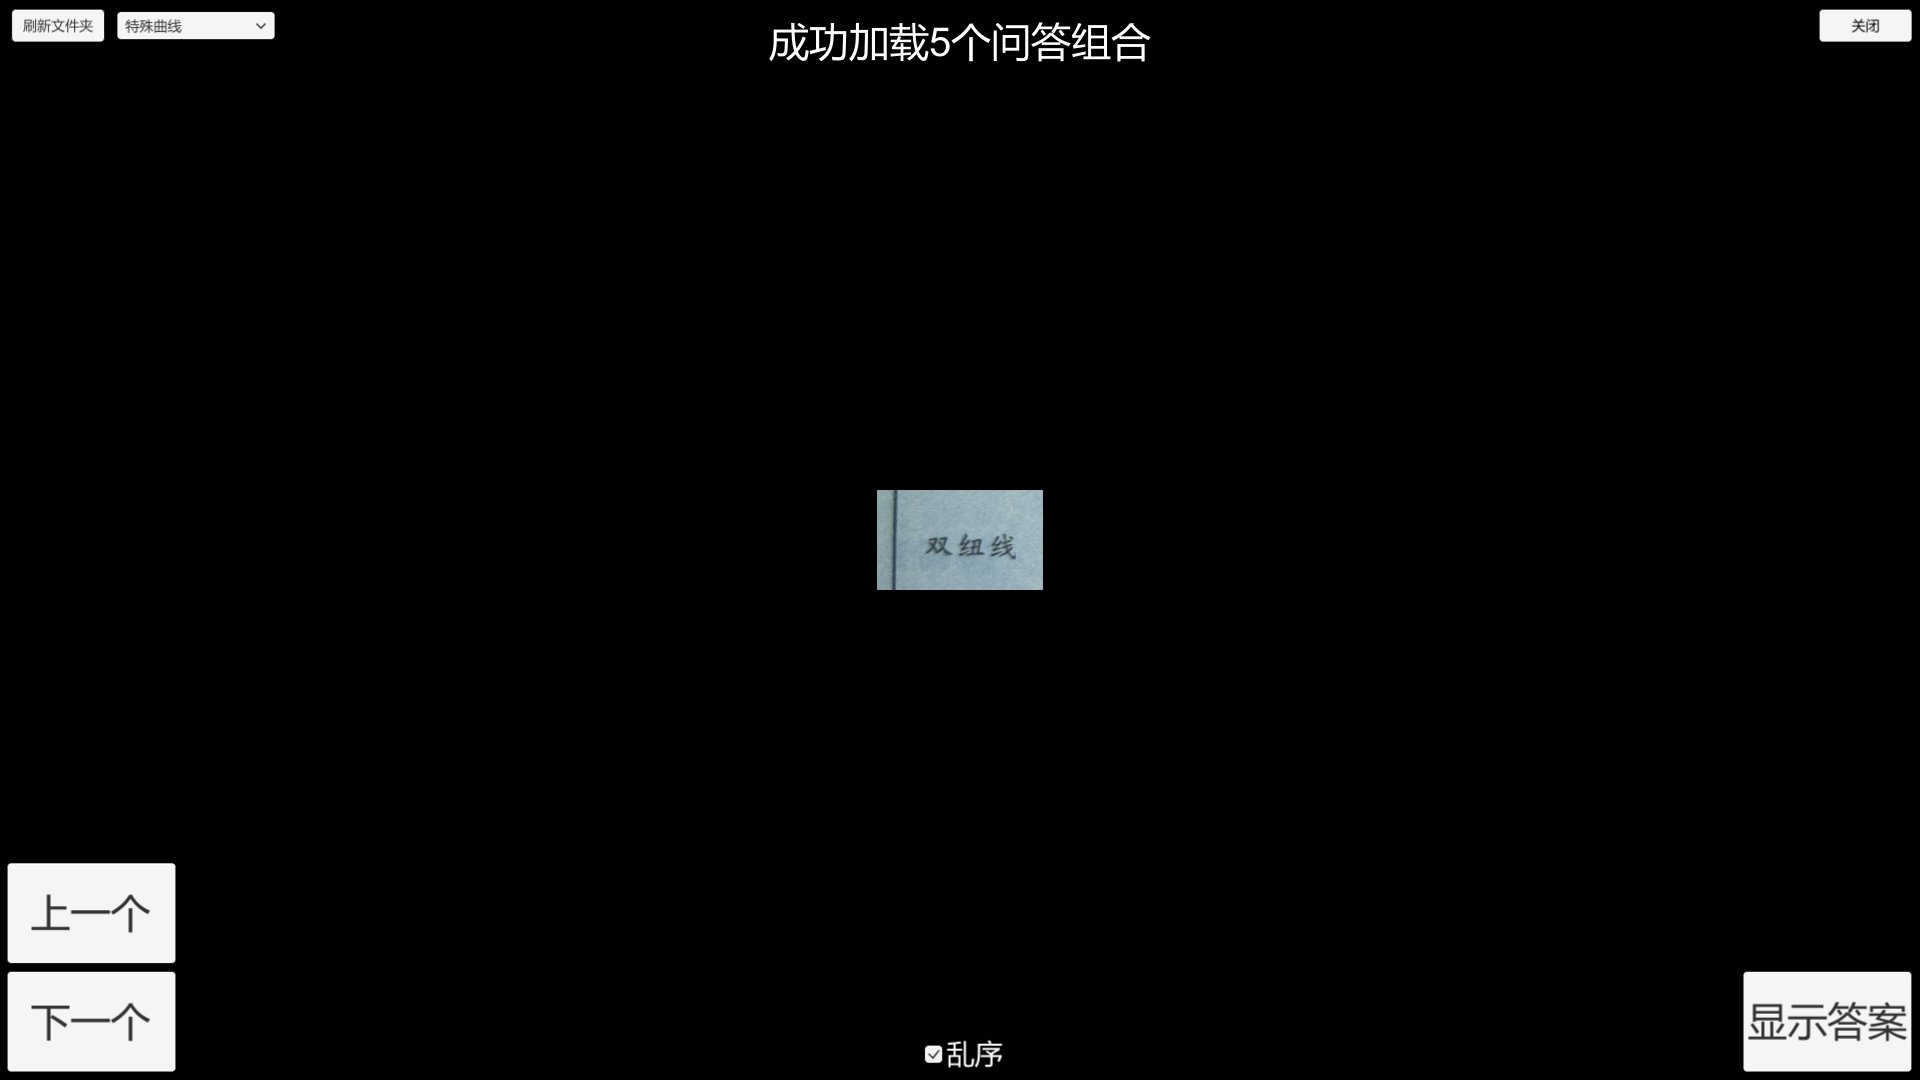 刷新文件夹
特殊曲线
成功加载5个问答组合
关闭
双纽线
上一个
下一个
乱序
显示答案